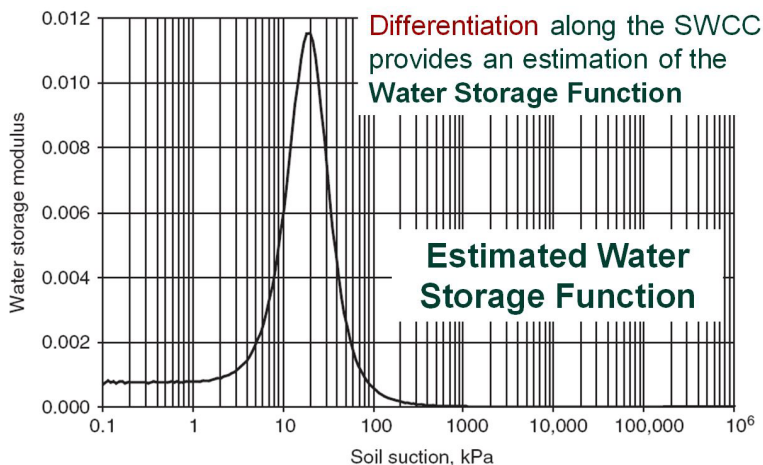 Differentiation along the SWCC
provides an estimation of the
Water Storage Function
Estimated Water
Storage Function
Water storage modulus
0.012
0.010
0.008
0.006
0.004
0.002
0.000
0.1 1 10 100 1000 10,000 100,000 10⁶
Soil suction, kPa